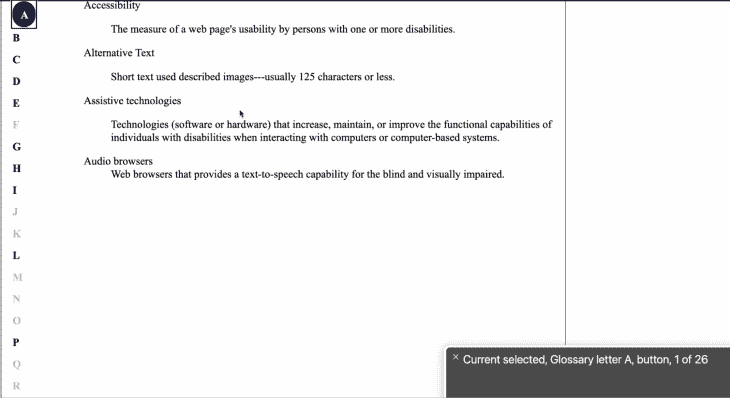 A
B
C
D
E
F
G
H
I
J
K
L
M
N
O
P
Q
R
Accessibility
The measure of a web page's usability by persons with one or more disabilities.
Alternative Text
Short text used described images---usually 125 characters or less.
Assistive technologies
Technologies (software or hardware) that increase, maintain, or improve the functional capabilities of
individuals with disabilities when interacting with computers or computer-based systems.
Audio browsers
Web browsers that provides a text-to-speech capability for the blind and visually impaired.
× Current selected, Glossary letter A, button, 1 of 26